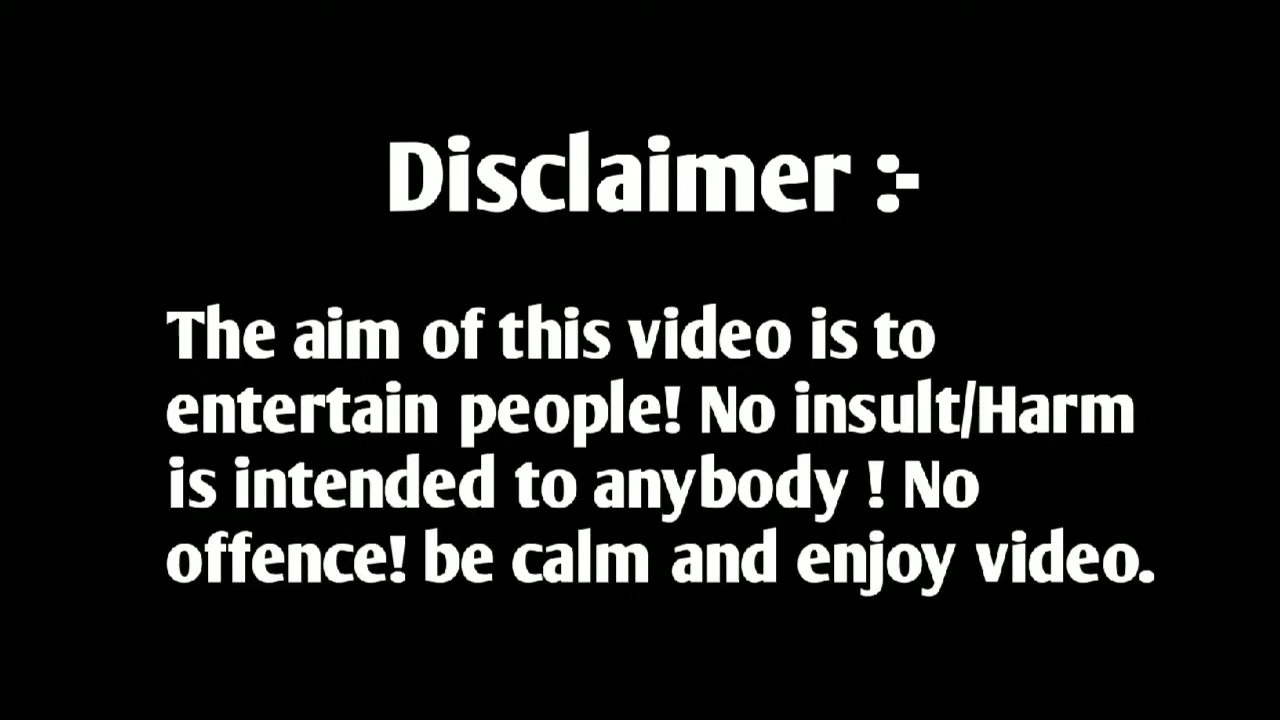 Disclaimer :-
The aim of this video is to
entertain people! No insult/Harm
is intended to anybody ! No
offence! be calm and enjoy video.